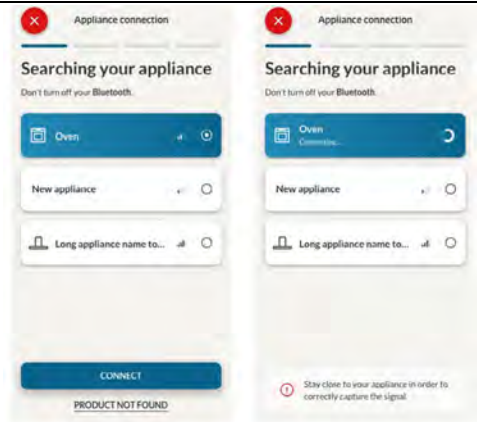 Appliance connection
Searching your appliance
Don't turn off your Bluetooth.
Oven
New appliance
Long appliance name to...
CONNECT
PRODUCT NOT FOUND
Appliance connection
Searching your appliance
Don't turn off your Bluetooth.
Oven
Connecting...
New appliance
Long appliance name to...
Stay close to your appliance in order to
correctly capture the signal.